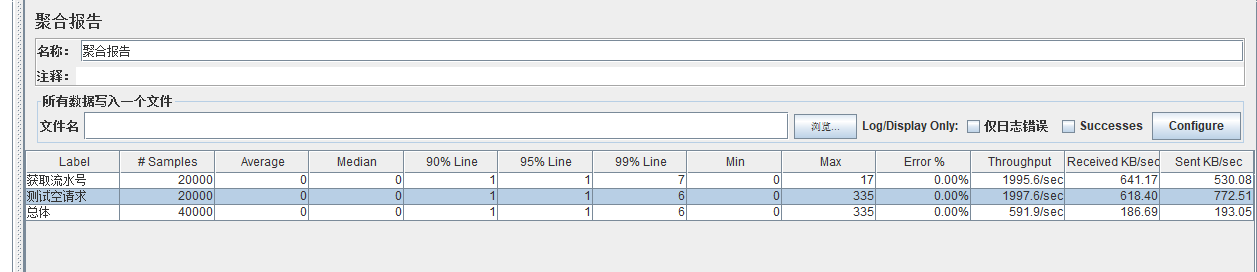 聚合报告
名称： 聚合报告
注释：
所有数据写入一个文件
文件名 浏览... Log/Display Only: 仅日志错误 Successes Configure
Label # Samples Average Median 90% Line 95% Line 99% Line Min Max Error % Throughput Received KB/sec Sent KB/sec
获取流水号 20000 0 0 1 1 7 0 17 0.00% 1995.6/sec 641.17 530.08
测试空请求 20000 0 0 1 1 6 0 335 0.00% 1997.6/sec 618.40 772.51
总体 40000 0 0 1 1 6 0 335 0.00% 591.9/sec 186.69 193.05